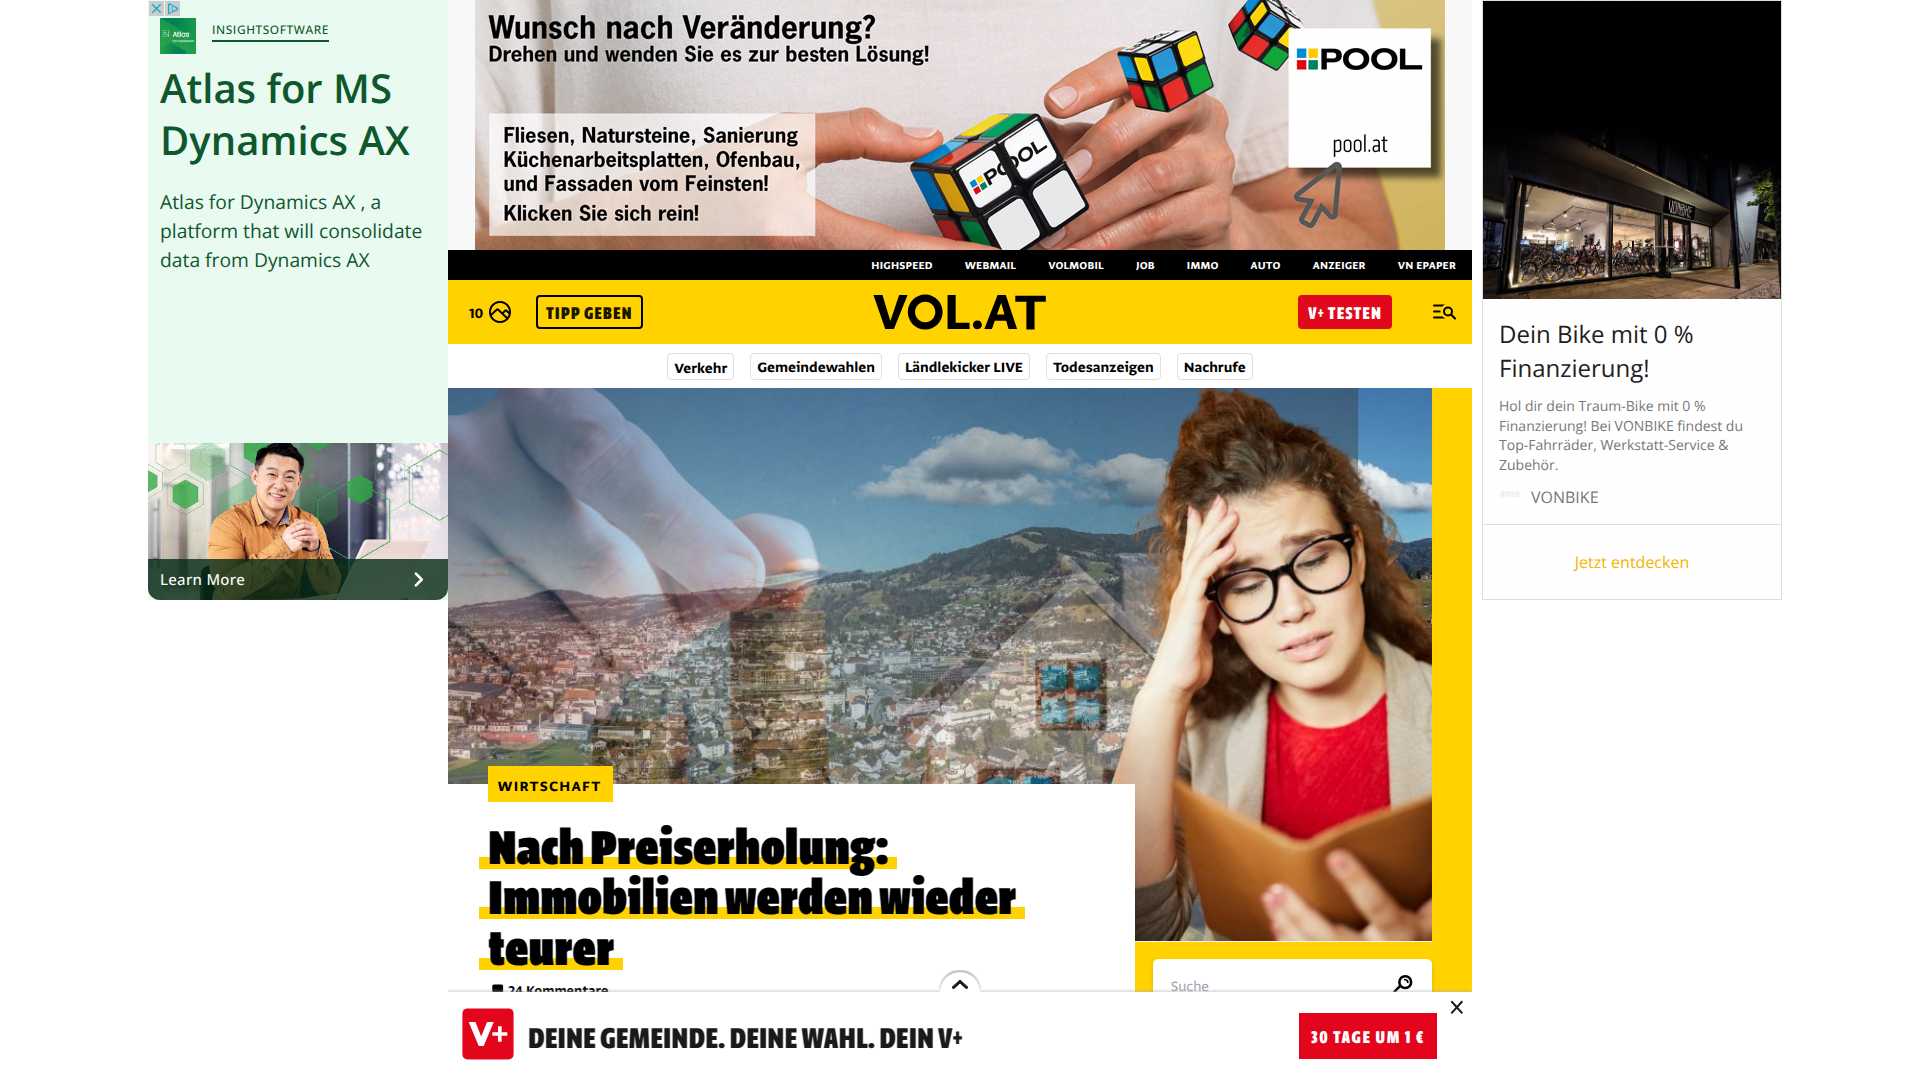 Atlas
INSIGHTSOFTWARE
Atlas for MS
Dynamics AX
Atlas for Dynamics AX , a
platform that will consolidate
data from Dynamics AX
Learn More
Wunsch nach Veränderung?
Drehen und wenden Sie es zur besten Lösung!
Fliesen, Natursteine, Sanierung
Küchenarbeitsplatten, Ofenbau,
und Fassaden vom Feinsten!
Klicken Sie sich rein!
POOL
POOL
pool.at
HIGHSPEED WEBMAIL VOLMOBIL JOB IMMO AUTO ANZEIGER VN EPAPER
10
TIPP GEBEN
VOL.AT
V+ TESTEN
Verkehr Gemeindewahlen Ländlekicker LIVE Todesanzeigen Nachrufe
WIRTSCHAFT
Nach Preiserholung:
Immobilien werden wieder
teurer
24 Kommentare
Suche
V+
DEINE GEMEINDE. DEINE WAHL. DEIN V+
30 TAGE UM 1 €
VONBIKE
Dein Bike mit 0 %
Finanzierung!
Hol dir dein Traum-Bike mit 0 %
Finanzierung! Bei VONBIKE findest du
Top-Fahrräder, Werkstatt-Service &
Zubehör.
VONBIKE
Jetzt entdecken